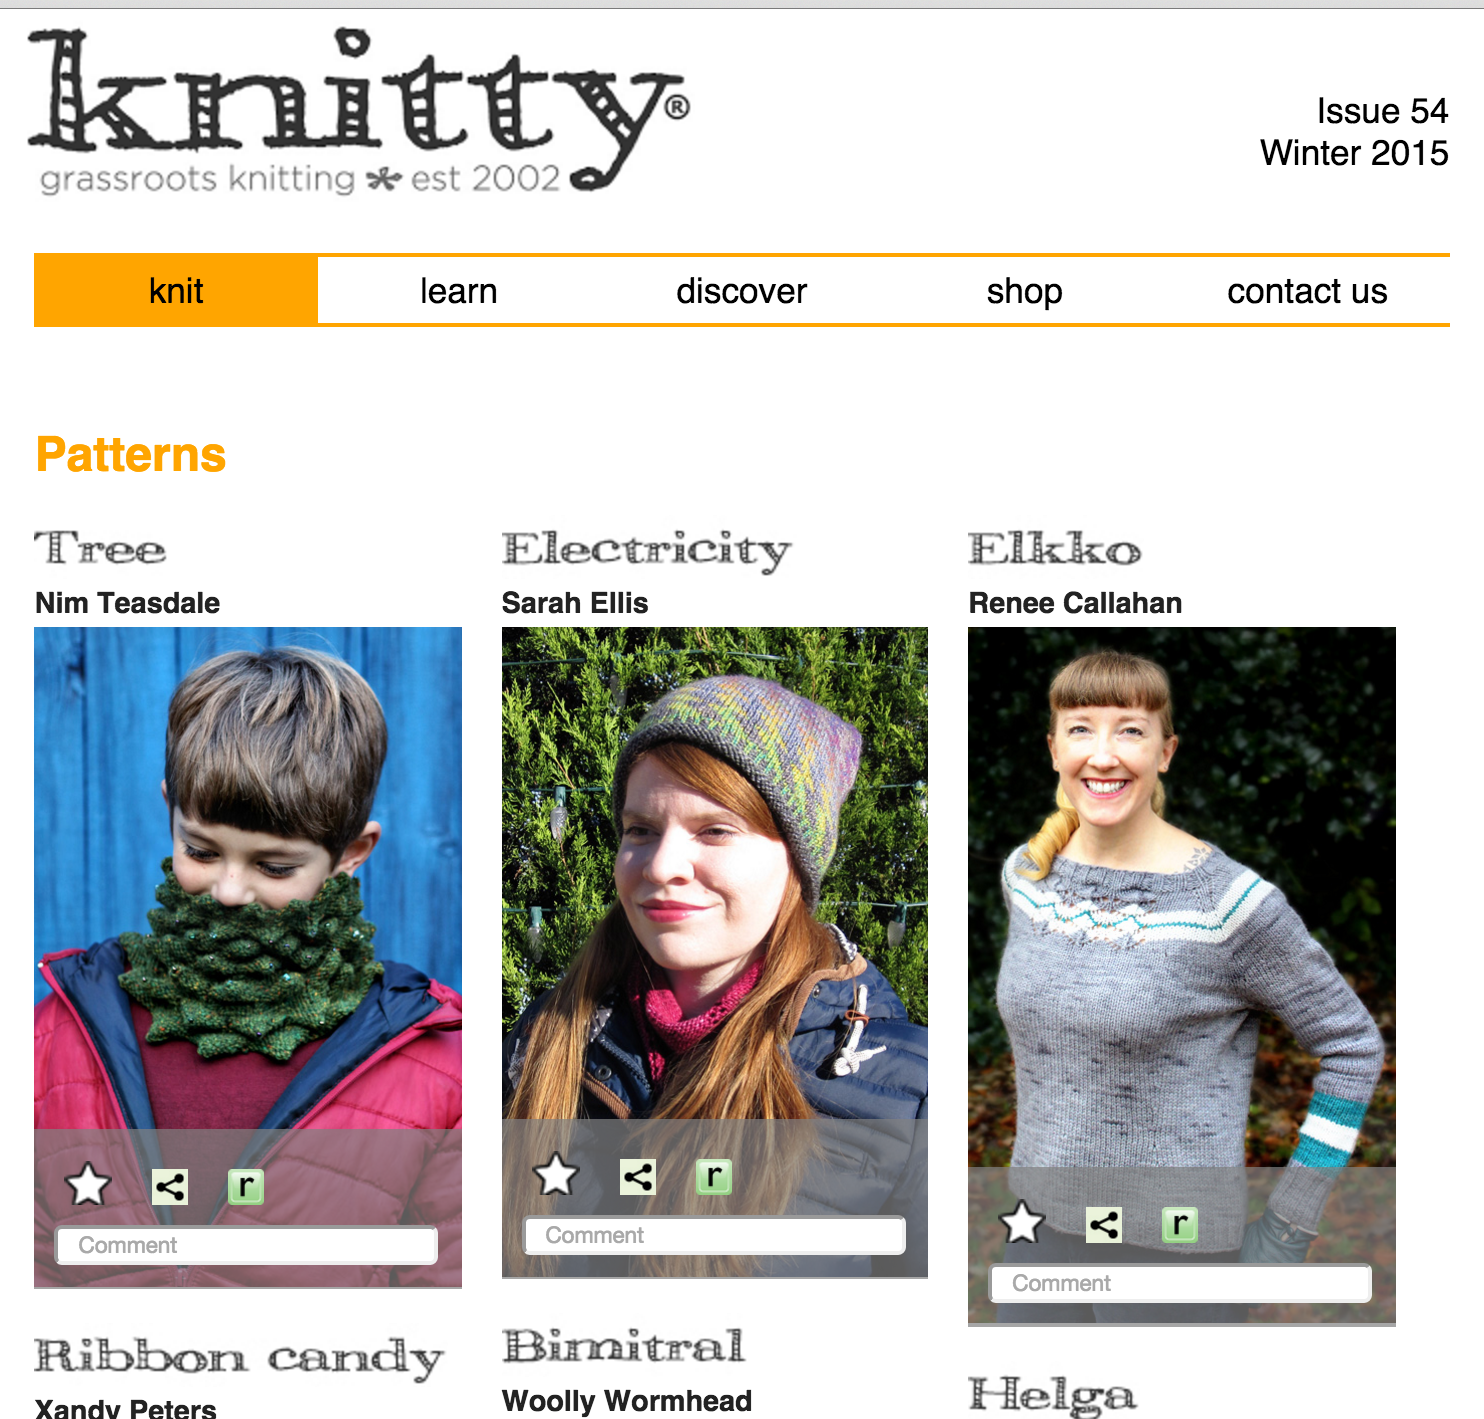 knitty®
grassroots knitting * est 2002
Issue 54
Winter 2015
knit
learn
discover
shop
contact us
Patterns
Tree
Nim Teasdale
r
Comment
Electricity
Sarah Ellis
r
Comment
Elkko
Renee Callahan
r
Comment
Ribbon candy
Xandy Peters
Bimitral
Woolly Wormhead
Helga